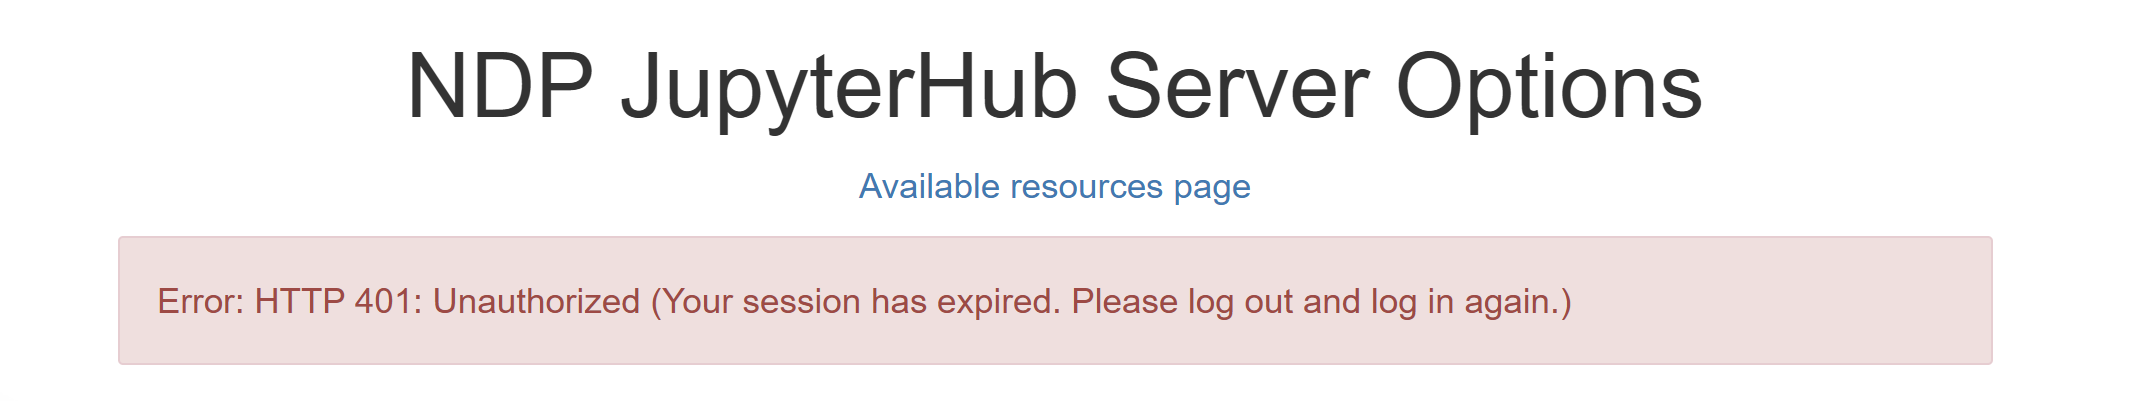 NDP JupyterHub Server Options
Available resources page
Error: HTTP 401: Unauthorized (Your session has expired. Please log out and log in again.)